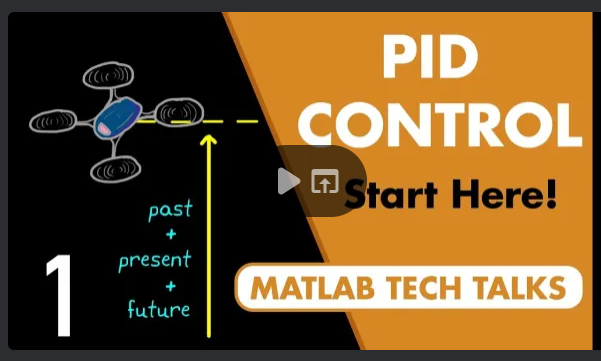 PID
CONTROL
Start Here!
past
+
present
+
future
1
MATLAB TECH TALKS